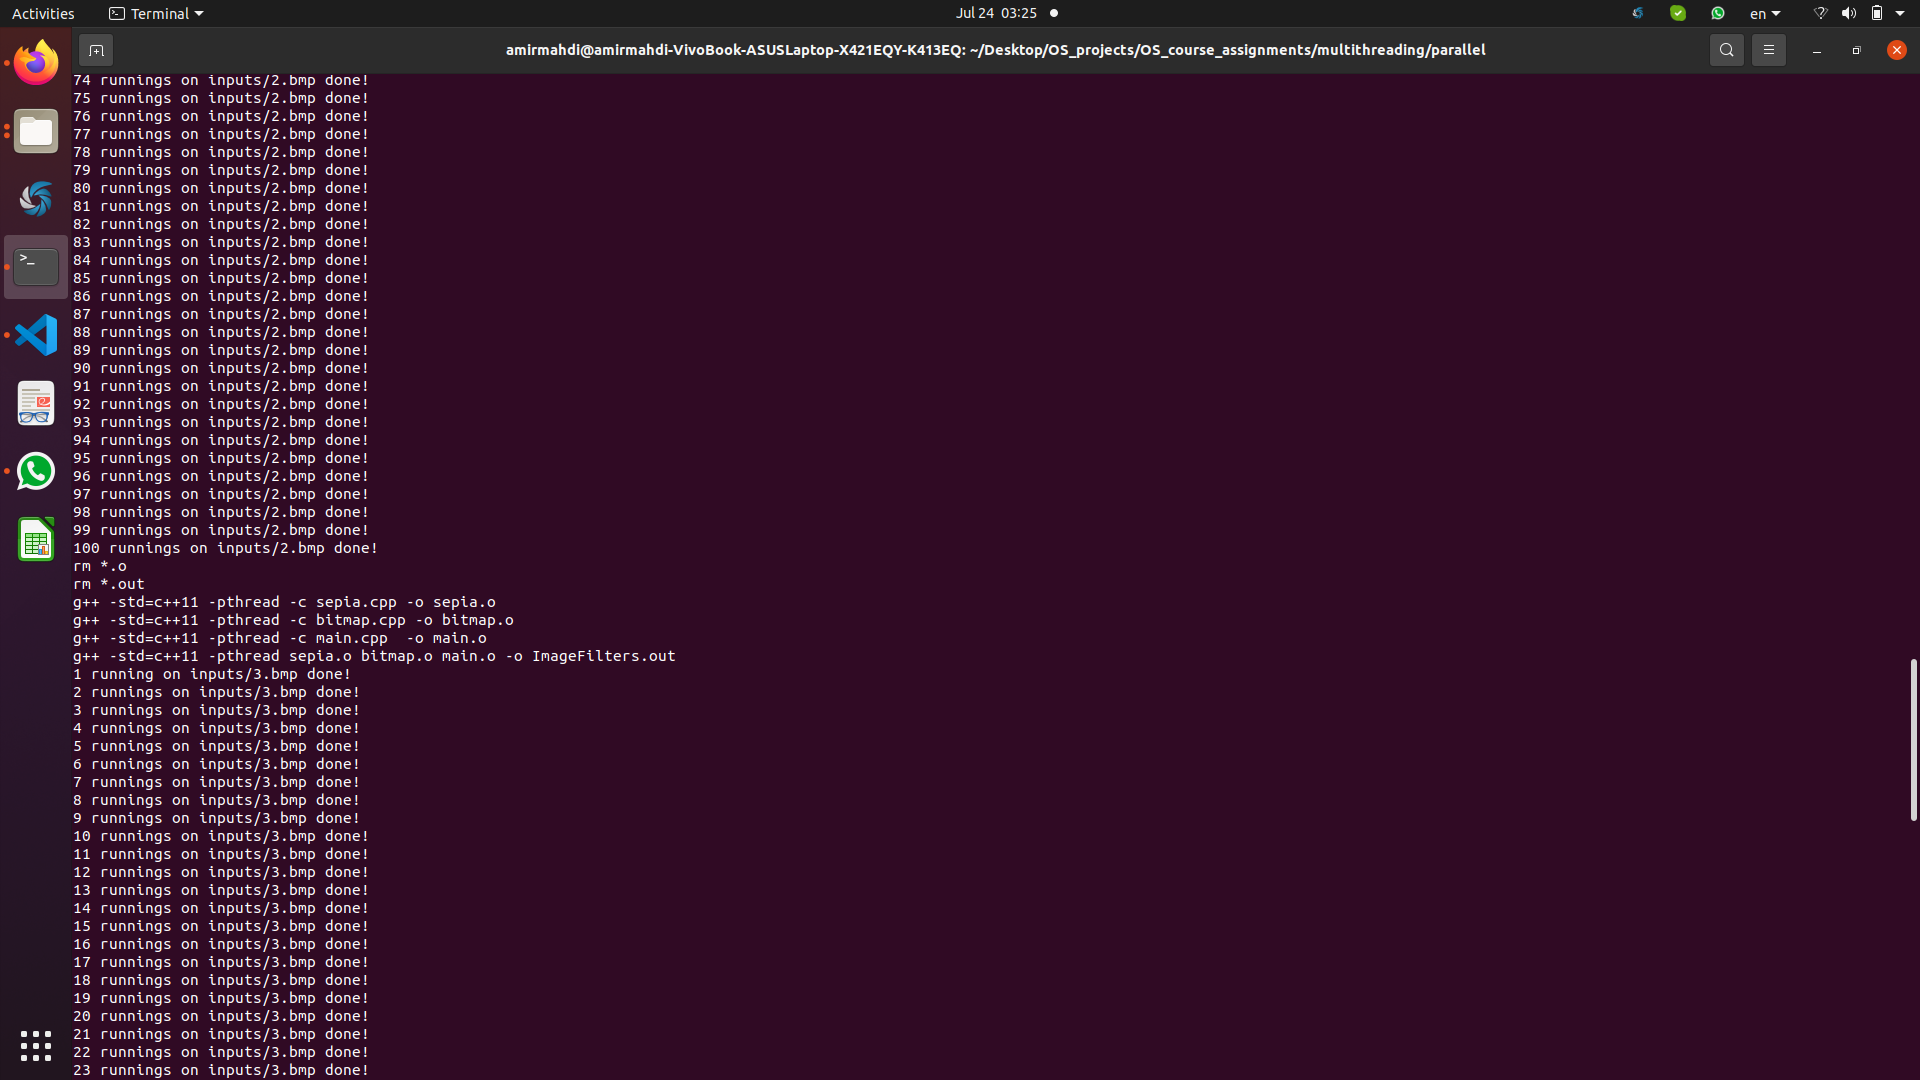 Activities
Terminal
Jul 24 03:25
en
amirmahdi@amirmahdi-VivoBook-ASUSLaptop-X421EQY-K413EQ: ~/Desktop/OS_projects/OS_course_assignments/multithreading/parallel
74 runnings on inputs/2.bmp done!
75 runnings on inputs/2.bmp done!
76 runnings on inputs/2.bmp done!
77 runnings on inputs/2.bmp done!
78 runnings on inputs/2.bmp done!
79 runnings on inputs/2.bmp done!
80 runnings on inputs/2.bmp done!
81 runnings on inputs/2.bmp done!
82 runnings on inputs/2.bmp done!
83 runnings on inputs/2.bmp done!
84 runnings on inputs/2.bmp done!
85 runnings on inputs/2.bmp done!
86 runnings on inputs/2.bmp done!
87 runnings on inputs/2.bmp done!
88 runnings on inputs/2.bmp done!
89 runnings on inputs/2.bmp done!
90 runnings on inputs/2.bmp done!
91 runnings on inputs/2.bmp done!
92 runnings on inputs/2.bmp done!
93 runnings on inputs/2.bmp done!
94 runnings on inputs/2.bmp done!
95 runnings on inputs/2.bmp done!
96 runnings on inputs/2.bmp done!
97 runnings on inputs/2.bmp done!
98 runnings on inputs/2.bmp done!
99 runnings on inputs/2.bmp done!
100 runnings on inputs/2.bmp done!
rm *.o
rm *.out
g++ -std=c++11 -pthread -c sepia.cpp -o sepia.o
g++ -std=c++11 -pthread -c bitmap.cpp -o bitmap.o
g++ -std=c++11 -pthread -c main.cpp  -o main.o
g++ -std=c++11 -pthread sepia.o bitmap.o main.o -o ImageFilters.out
1 running on inputs/3.bmp done!
2 runnings on inputs/3.bmp done!
3 runnings on inputs/3.bmp done!
4 runnings on inputs/3.bmp done!
5 runnings on inputs/3.bmp done!
6 runnings on inputs/3.bmp done!
7 runnings on inputs/3.bmp done!
8 runnings on inputs/3.bmp done!
9 runnings on inputs/3.bmp done!
10 runnings on inputs/3.bmp done!
11 runnings on inputs/3.bmp done!
12 runnings on inputs/3.bmp done!
13 runnings on inputs/3.bmp done!
14 runnings on inputs/3.bmp done!
15 runnings on inputs/3.bmp done!
16 runnings on inputs/3.bmp done!
17 runnings on inputs/3.bmp done!
18 runnings on inputs/3.bmp done!
19 runnings on inputs/3.bmp done!
20 runnings on inputs/3.bmp done!
21 runnings on inputs/3.bmp done!
22 runnings on inputs/3.bmp done!
23 runnings on inputs/3.bmp done!